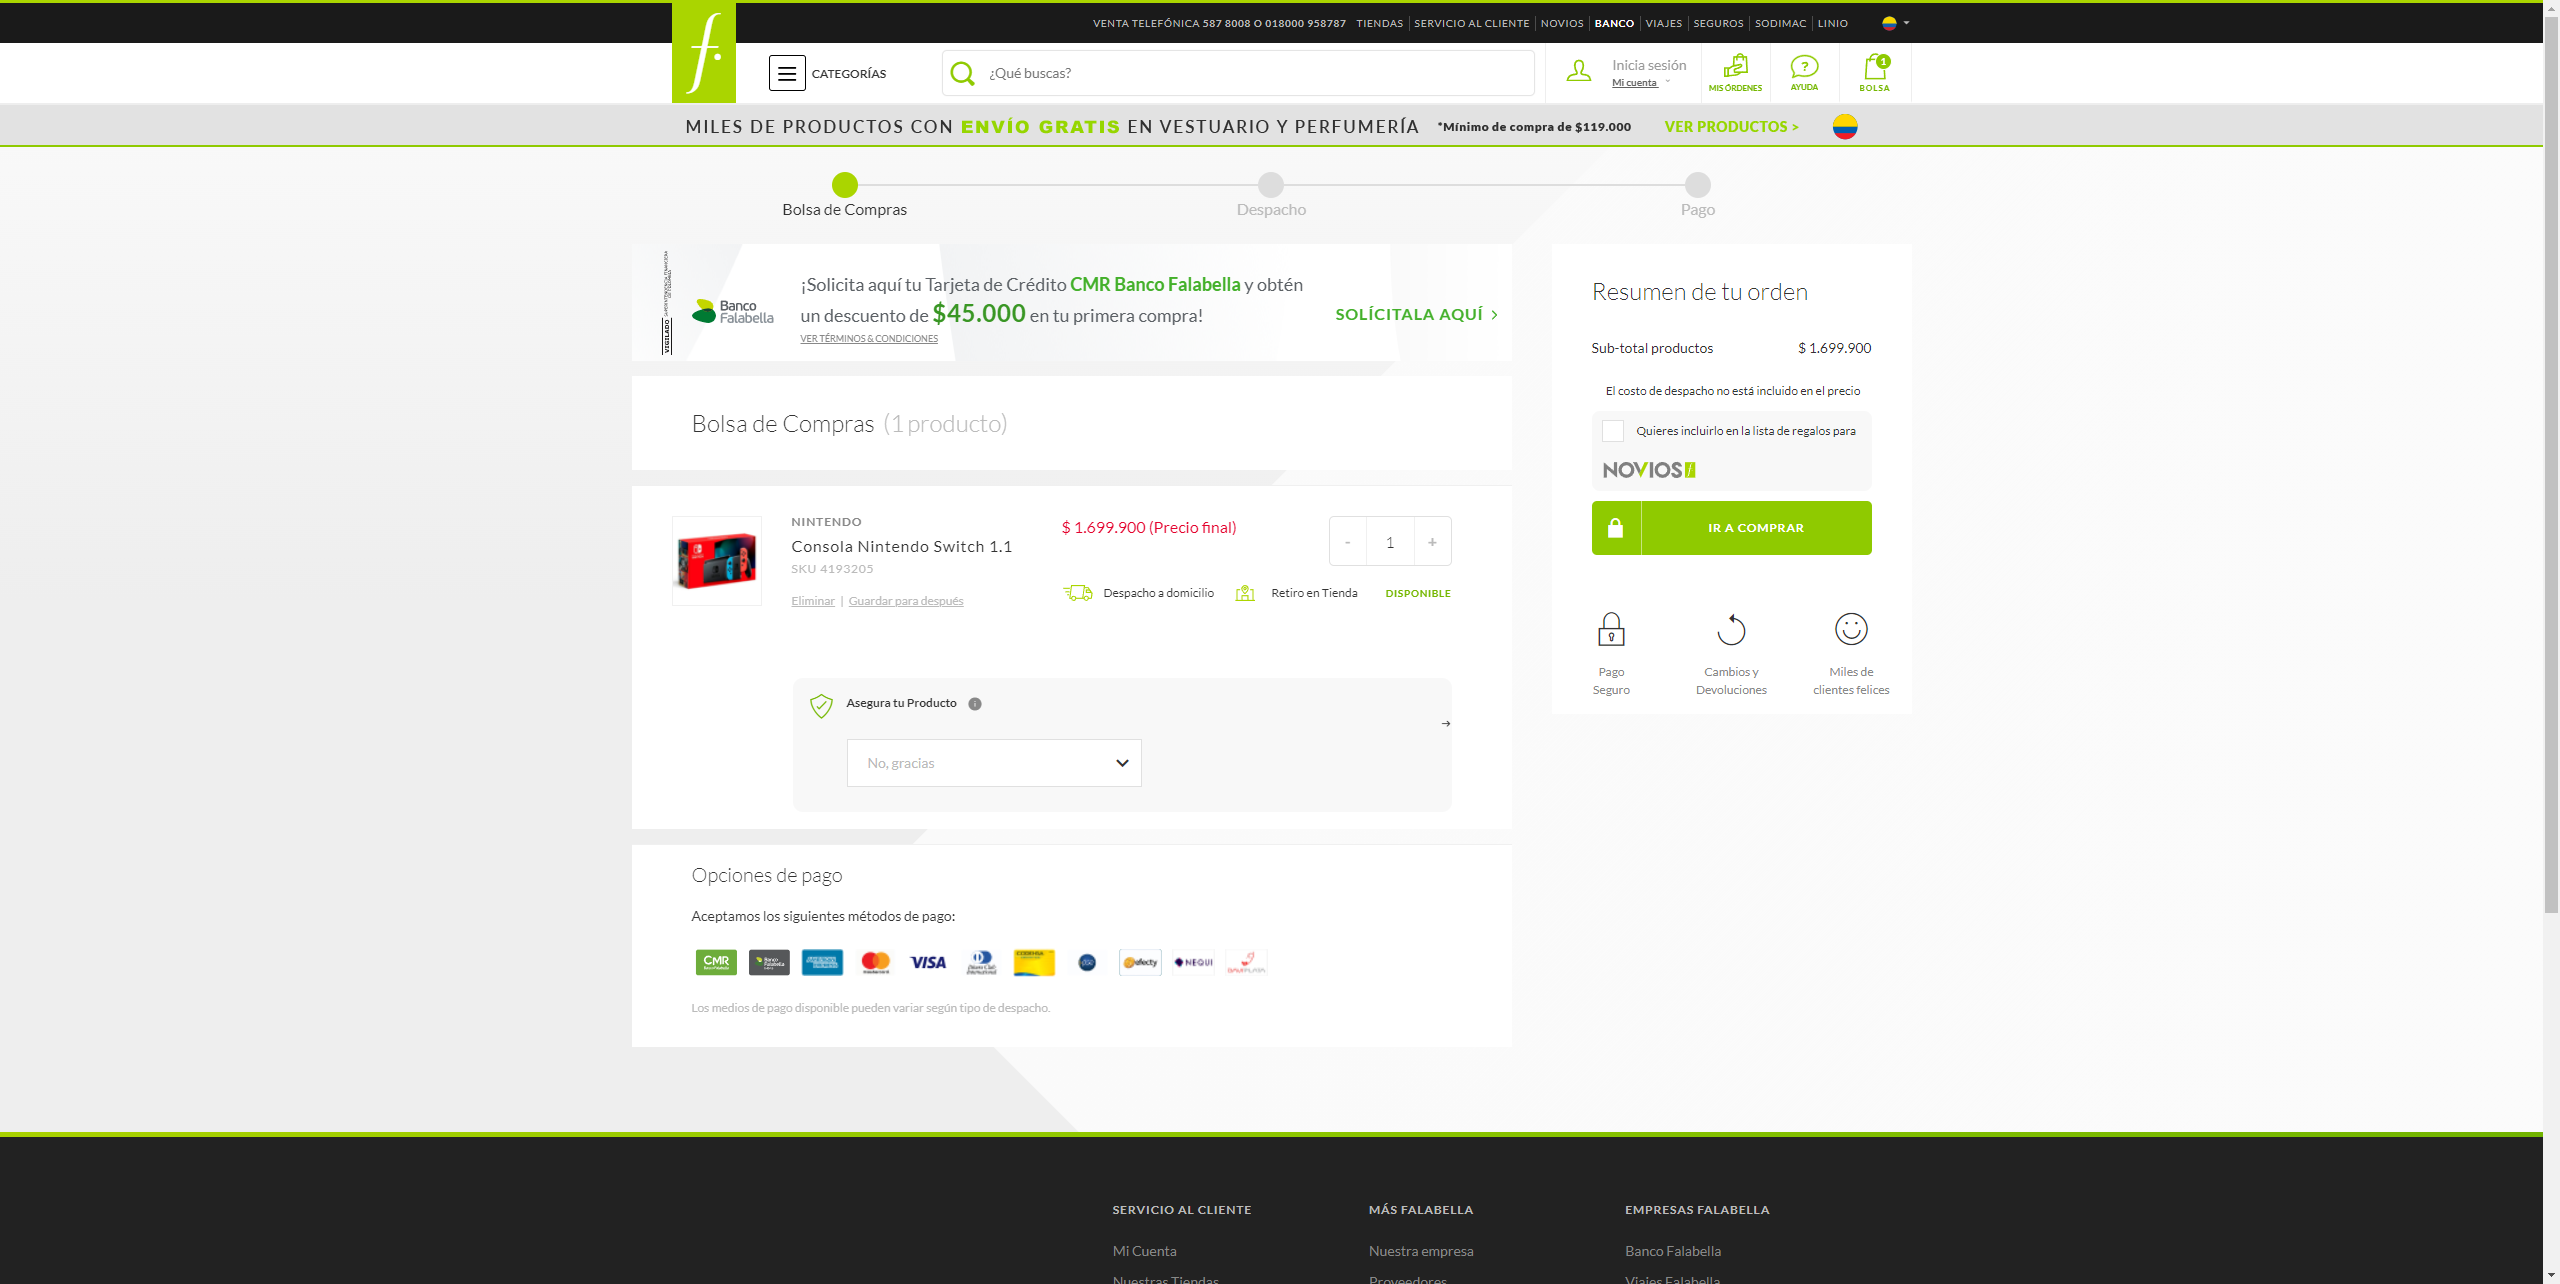 VENTA TELEFÓNICA 587 8008 O 018000 958787 TIENDAS SERVICIO AL CLIENTE NOVIOS BANCO VIAJES SEGUROS SODIMAC LINIO
f.
CATEGORÍAS
¿Qué buscas?
Inicia sesión
Mi cuenta
MIS ÓRDENES
AYUDA
1
BOLSA
MILES DE PRODUCTOS CON ENVÍO GRATIS EN VESTUARIO Y PERFUMERÍA *Mínimo de compra de $119.000 VER PRODUCTOS >
Bolsa de Compras
Despacho
Pago
VIGILADO
Banco
Falabella
¡Solicita aquí tu Tarjeta de Crédito CMR Banco Falabella y obtén
un descuento de $45.000 en tu primera compra!
VER TÉRMINOS & CONDICIONES
SOLÍCITALA AQUÍ >
Bolsa de Compras (1 producto)
NINTENDO
Consola Nintendo Switch 1.1
SKU 4193205
Eliminar | Guardar para después
$ 1.699.900 (Precio final)
- 1 +
Despacho a domicilio
Retiro en Tienda
DISPONIBLE
Asegura tu Producto
No, gracias
Opciones de pago
Aceptamos los siguientes métodos de pago:
CMR
Banco Falabella
VISA
efecty
NEQUI
Los medios de pago disponible pueden variar según tipo de despacho.
Resumen de tu orden
Sub-total productos $ 1.699.900
El costo de despacho no está incluido en el precio
Quieres incluirlo en la lista de regalos para
NOVIOS f
IR A COMPRAR
Pago
Seguro
Cambios y
Devoluciones
Miles de
clientes felices
SERVICIO AL CLIENTE
Mi Cuenta
Nuestras Tiendas
MÁS FALABELLA
Nuestra empresa
Proveedores
EMPRESAS FALABELLA
Banco Falabella
Viajes Falabella